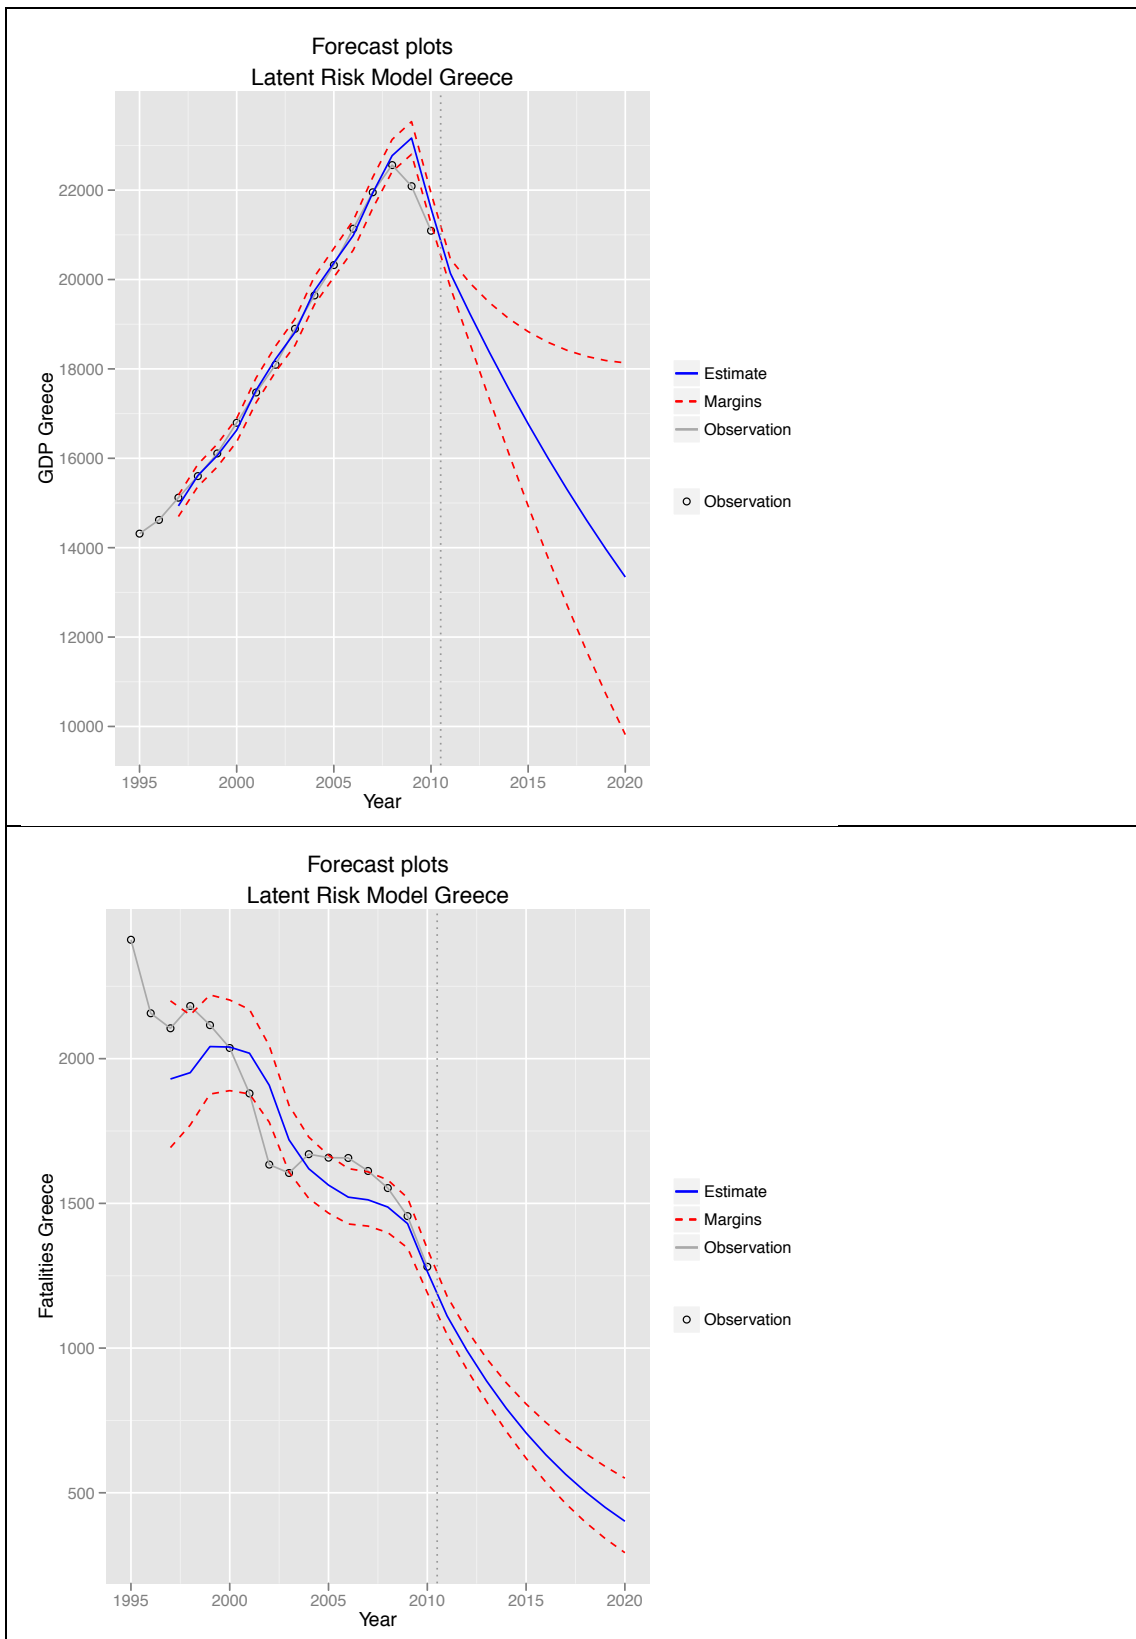 Forecast plots
Latent Risk Model Greece
GDP Greece
22000
20000
18000
16000
14000
12000
10000
1995 2000 2005 2010 2015 2020
Year
Estimate
Margins
Observation
Observation
Forecast plots
Latent Risk Model Greece
Fatalities Greece
2000
1500
1000
500
1995 2000 2005 2010 2015 2020
Year
Estimate
Margins
Observation
Observation